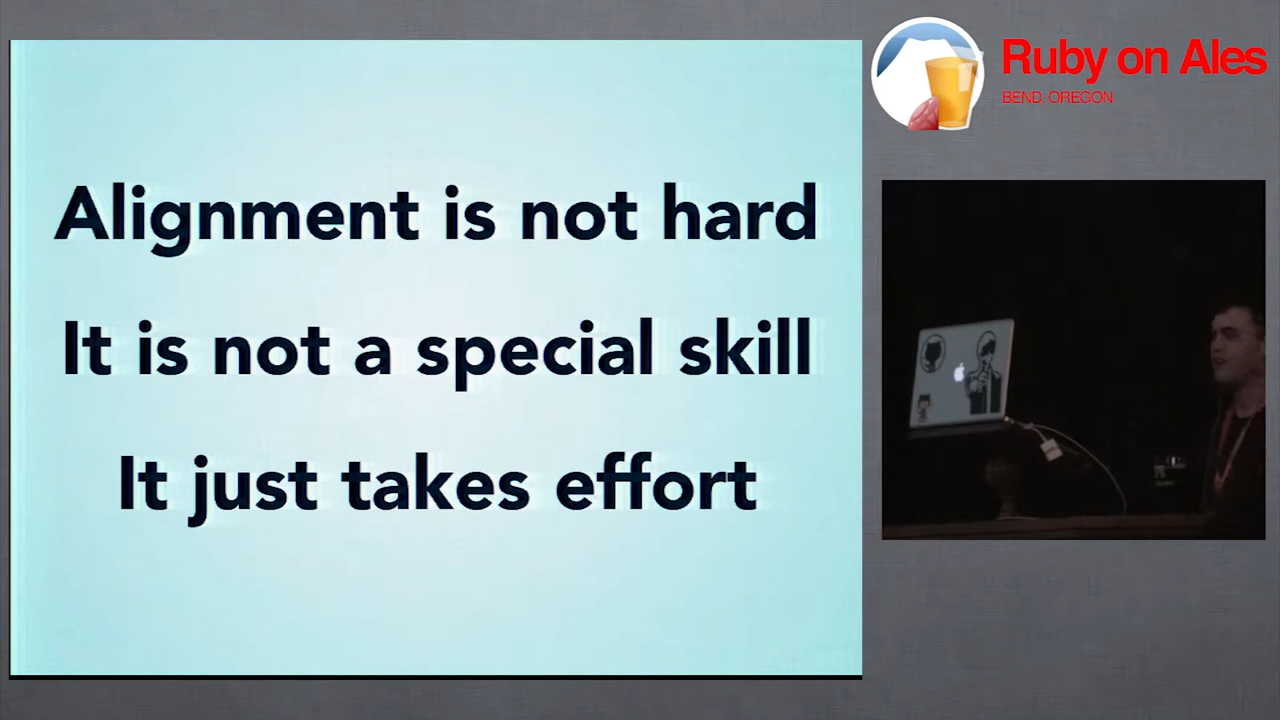 Ruby on Ales
BEND OREGON
Alignment is not hard
It is not a special skill
It just takes effort